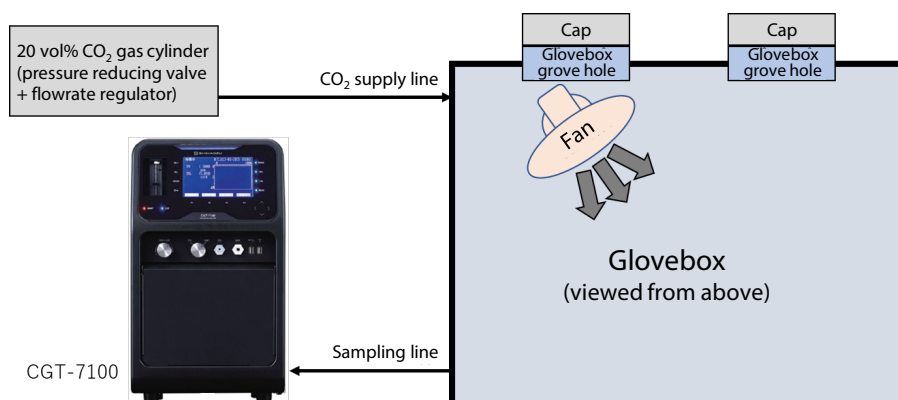 20 vol% CO₂ gas cylinder
(pressure reducing valve
+ flowrate regulator)
CO₂ supply line
Cap
Glovebox
grove hole
Cap
Glovebox
grove hole
Fan
Glovebox
(viewed from above)
Sampling line
CGT-7100